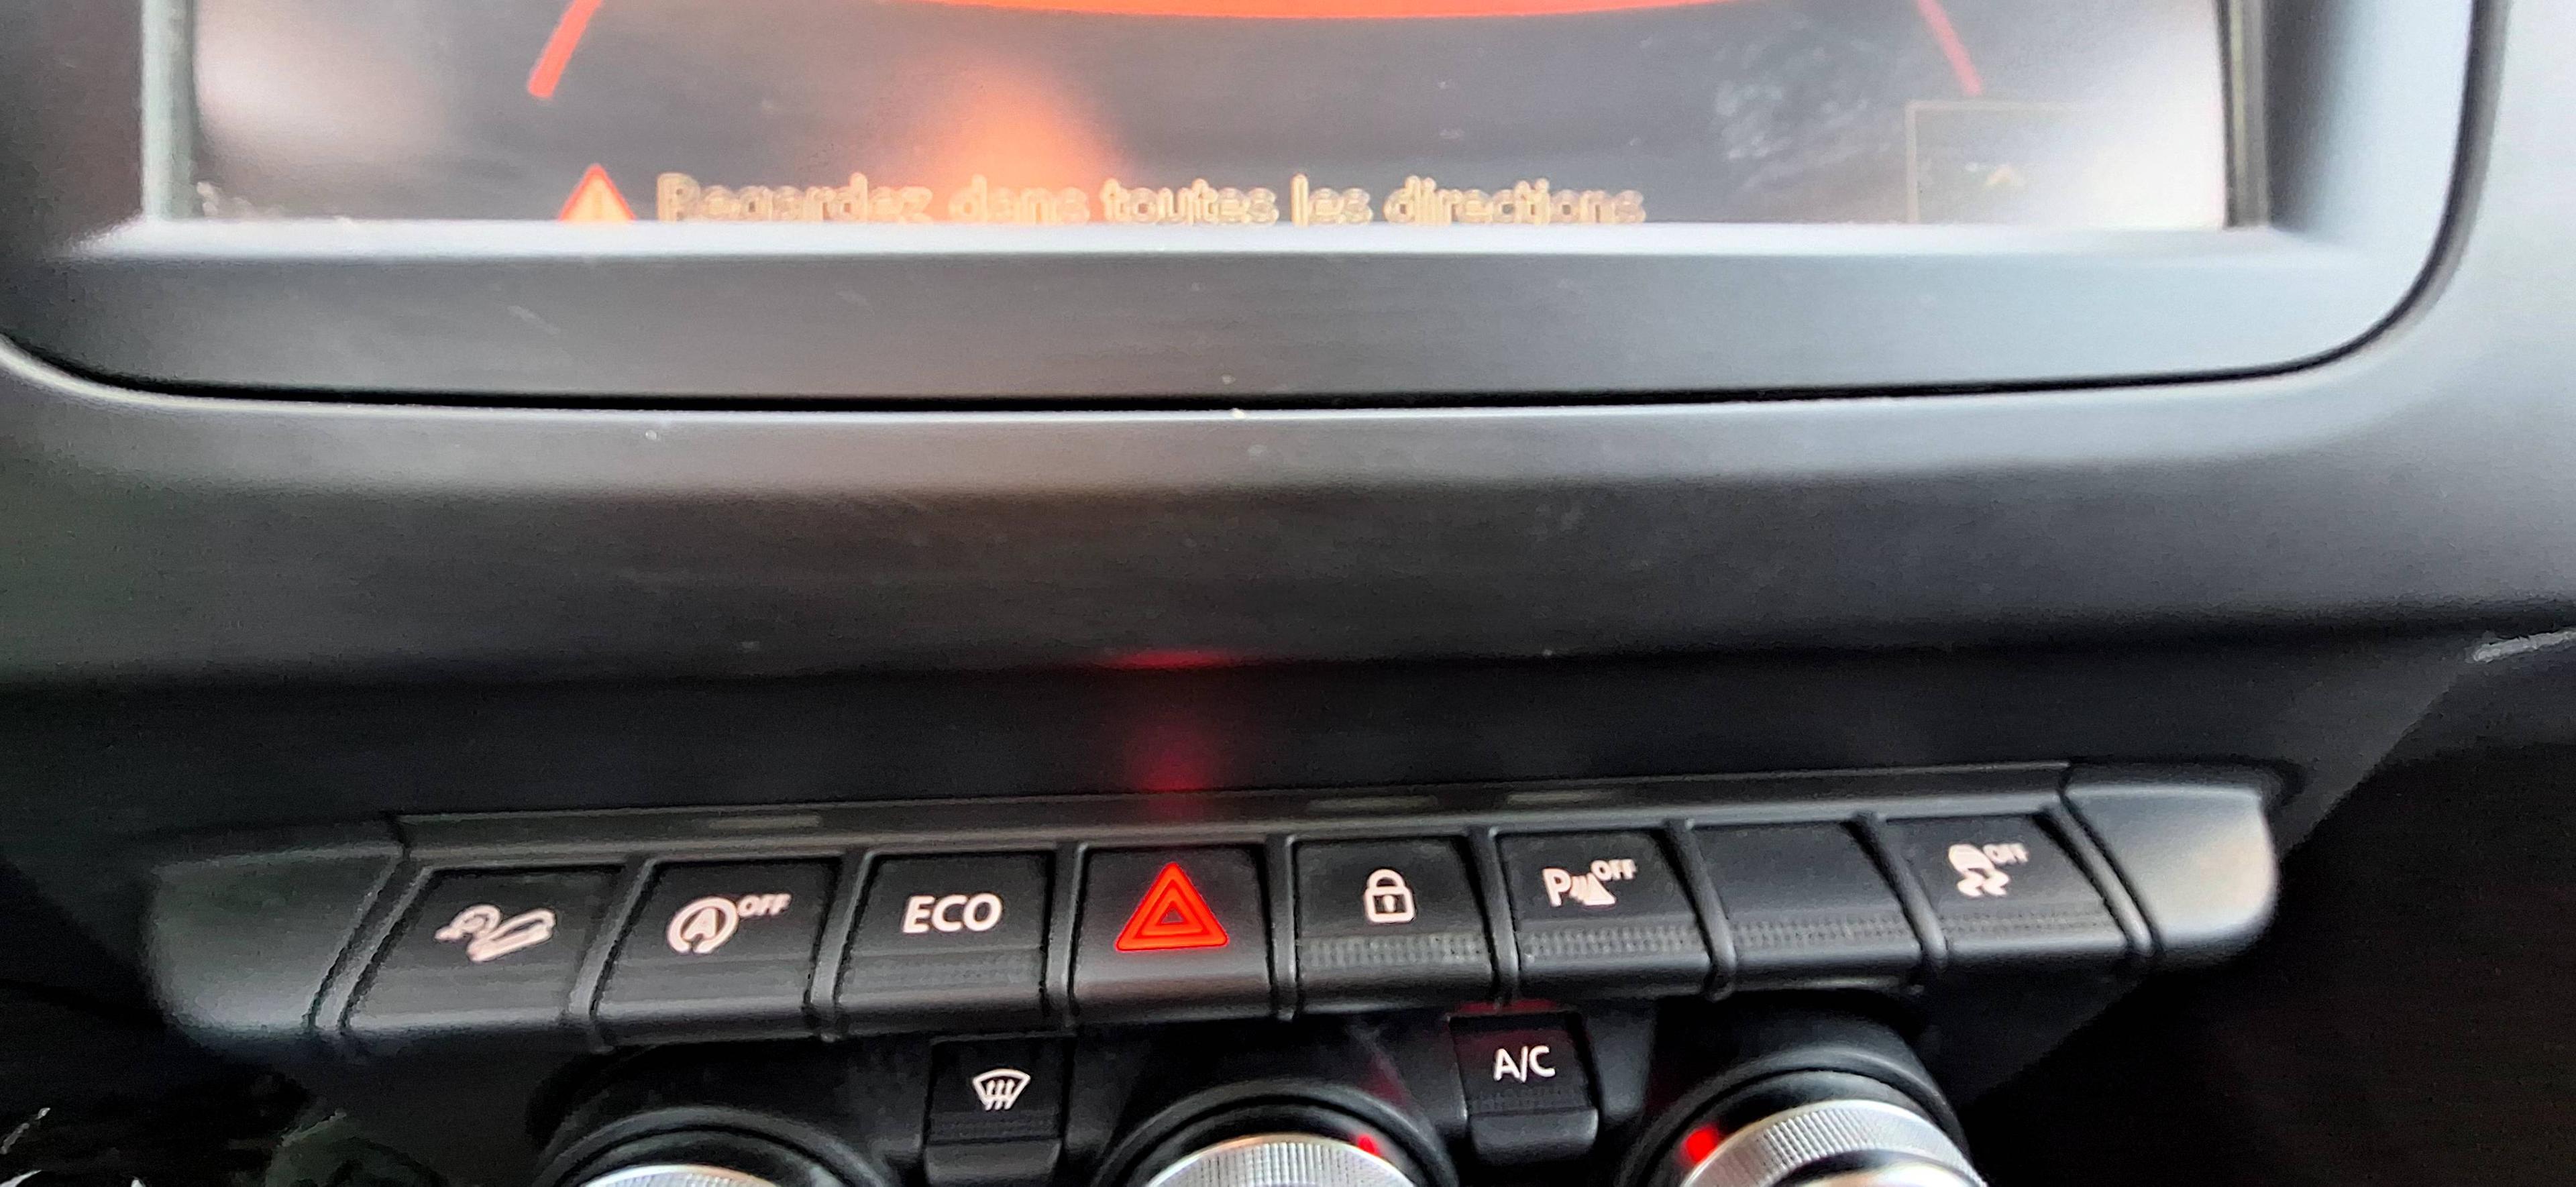 Regardez dans toutes les directions
A OFF
ECO
P OFF
OFF
A/C